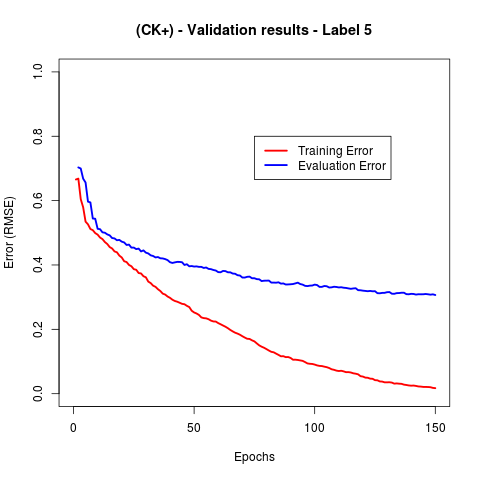 (CK+) - Validation results - Label 5
Error (RMSE)
1.0
0.8
0.6
0.4
0.2
0.0
Training Error
Evaluation Error
0
50
100
150
Epochs